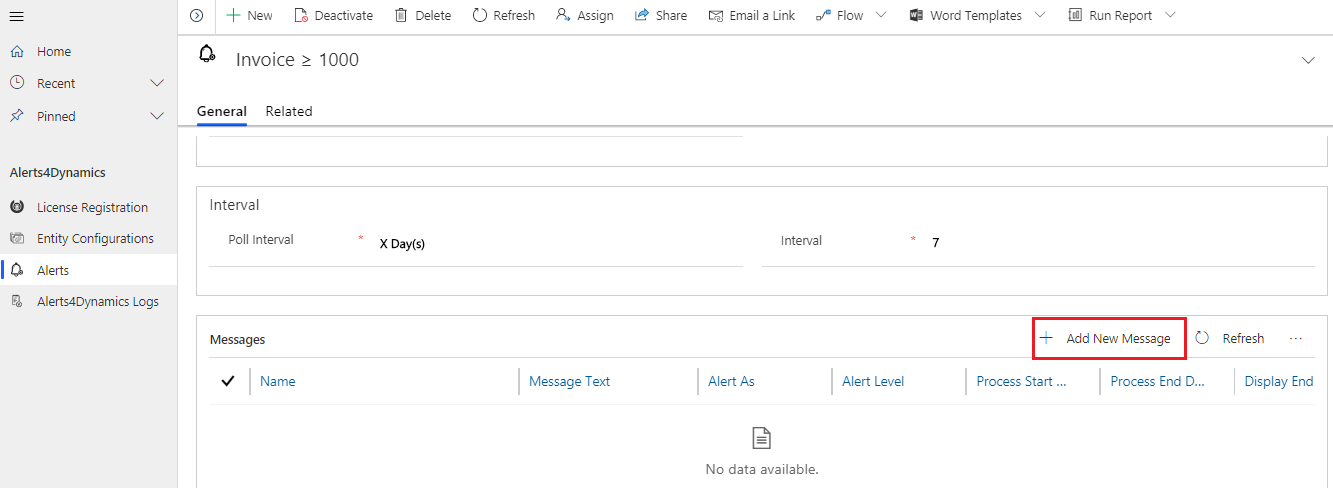 New Deactivate Delete Refresh Assign Share Email a Link Flow Word Templates Run Report
Home
Recent
Pinned
Alerts4Dynamics
License Registration
Entity Configurations
Alerts
Alerts4Dynamics Logs
Invoice ≥ 1000
General Related
Interval
Poll Interval * X Day(s) Interval * 7
Messages Add New Message Refresh ...
Name Message Text Alert As Alert Level Process Start ... Process End D... Display End
No data available.